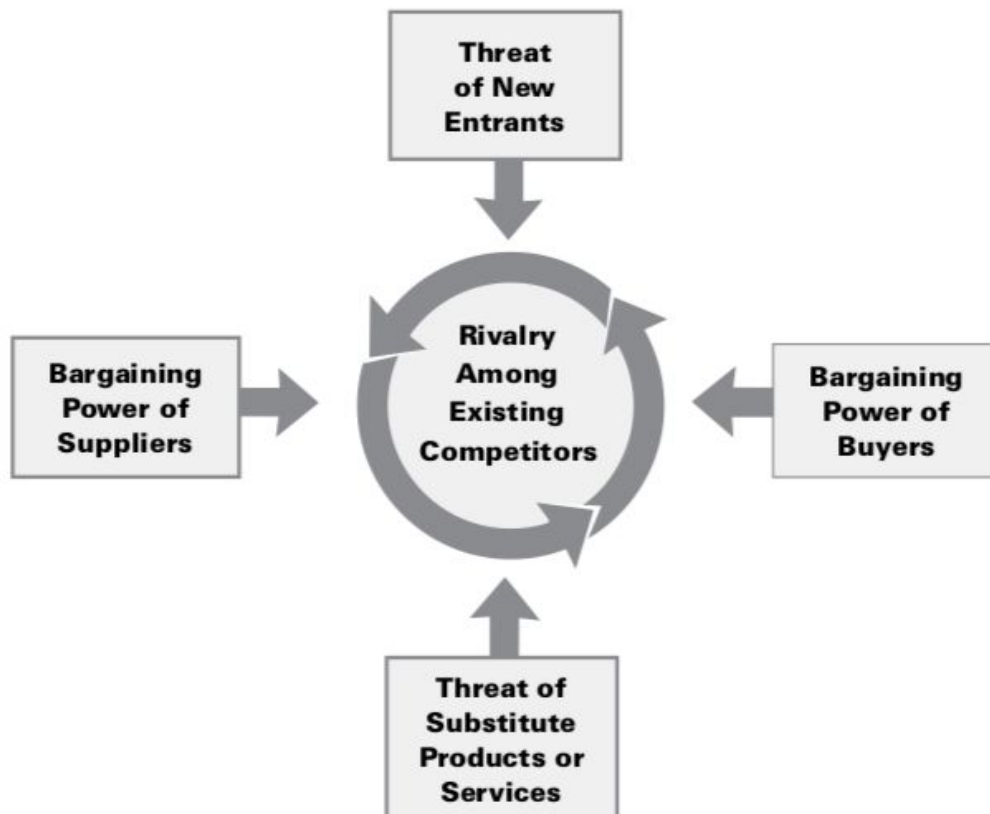 Threat
of New
Entrants
Rivalry
Among
Existing
Competitors
Bargaining
Power of
Suppliers
Bargaining
Power of
Buyers
Threat of
Substitute
Products or
Services